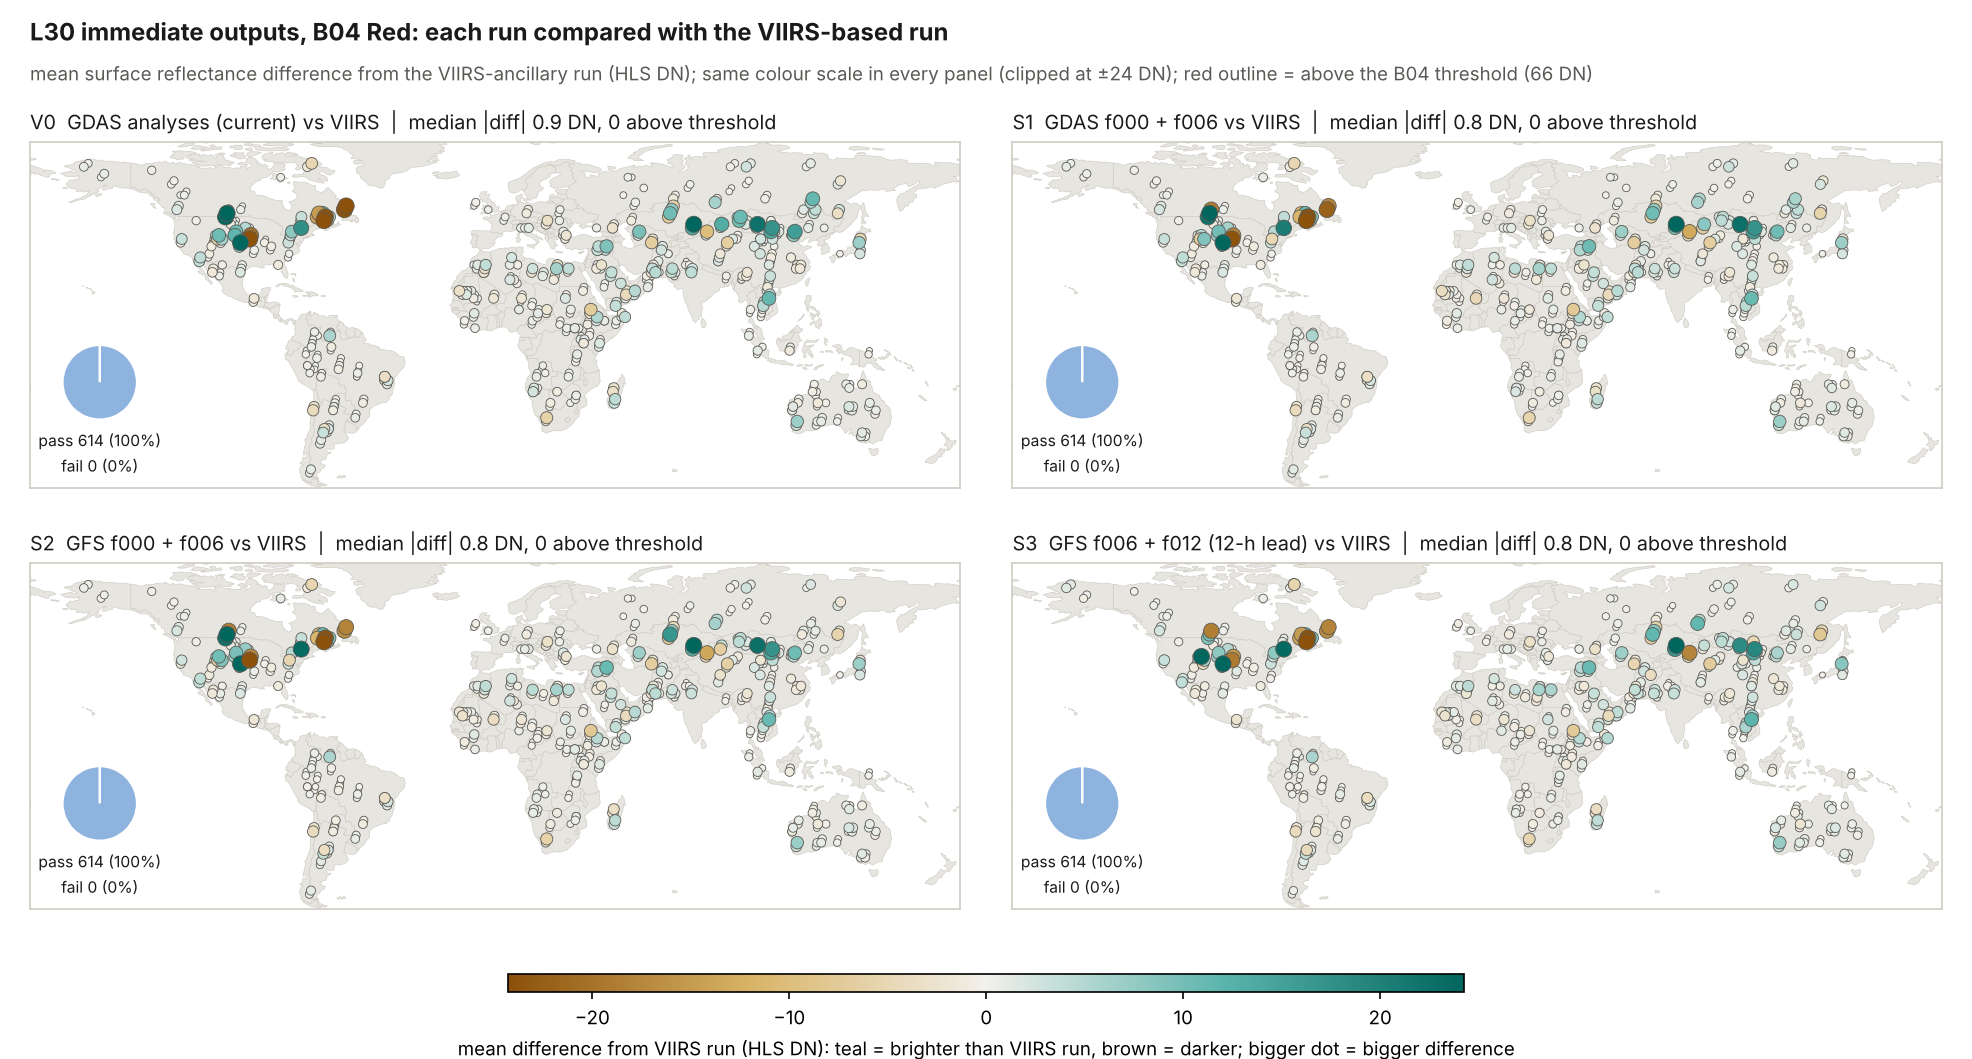 L30 immediate outputs, B04 Red: each run compared with the VIIRS-based run
mean surface reflectance difference from the VIIRS-ancillary run (HLS DN); same colour scale in every panel (clipped at ±24 DN); red outline = above the B04 threshold (66 DN)
V0  GDAS analyses (current) vs VIIRS  |  median |diff| 0.9 DN, 0 above threshold
pass 614 (100%)
fail 0 (0%)
S1  GDAS f000 + f006 vs VIIRS  |  median |diff| 0.8 DN, 0 above threshold
pass 614 (100%)
fail 0 (0%)
S2  GFS f000 + f006 vs VIIRS  |  median |diff| 0.8 DN, 0 above threshold
pass 614 (100%)
fail 0 (0%)
S3  GFS f006 + f012 (12-h lead) vs VIIRS  |  median |diff| 0.8 DN, 0 above threshold
pass 614 (100%)
fail 0 (0%)
−20 −10 0 10 20
mean difference from VIIRS run (HLS DN): teal = brighter than VIIRS run, brown = darker; bigger dot = bigger difference